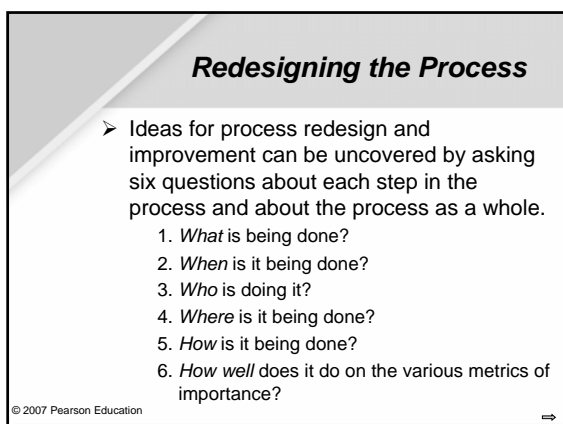 Redesigning the Process
➢ Ideas for process redesign and
improvement can be uncovered by asking
six questions about each step in the
process and about the process as a whole.
1. What is being done?
2. When is it being done?
3. Who is doing it?
4. Where is it being done?
5. How is it being done?
6. How well does it do on the various metrics of
importance?
© 2007 Pearson Education
⇨